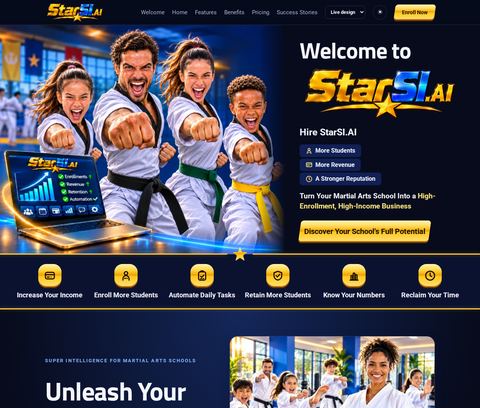 StarSI.AI
Welcome Home Features Benefits Pricing Success Stories Live design Enroll Now
Welcome to
StarSI.AI
Hire StarSI.AI
More Students
More Revenue
A Stronger Reputation
Turn Your Martial Arts School Into a High-
Enrollment, High-Income Business
Discover Your School's Full Potential
StarSI.AI
Enrollments
Revenue
Retention
Automation
Increase Your Income Enroll More Students Automate Daily Tasks Retain More Students Know Your Numbers Reclaim Your Time
SUPER INTELLIGENCE FOR MARTIAL ARTS SCHOOLS
Unleash Your